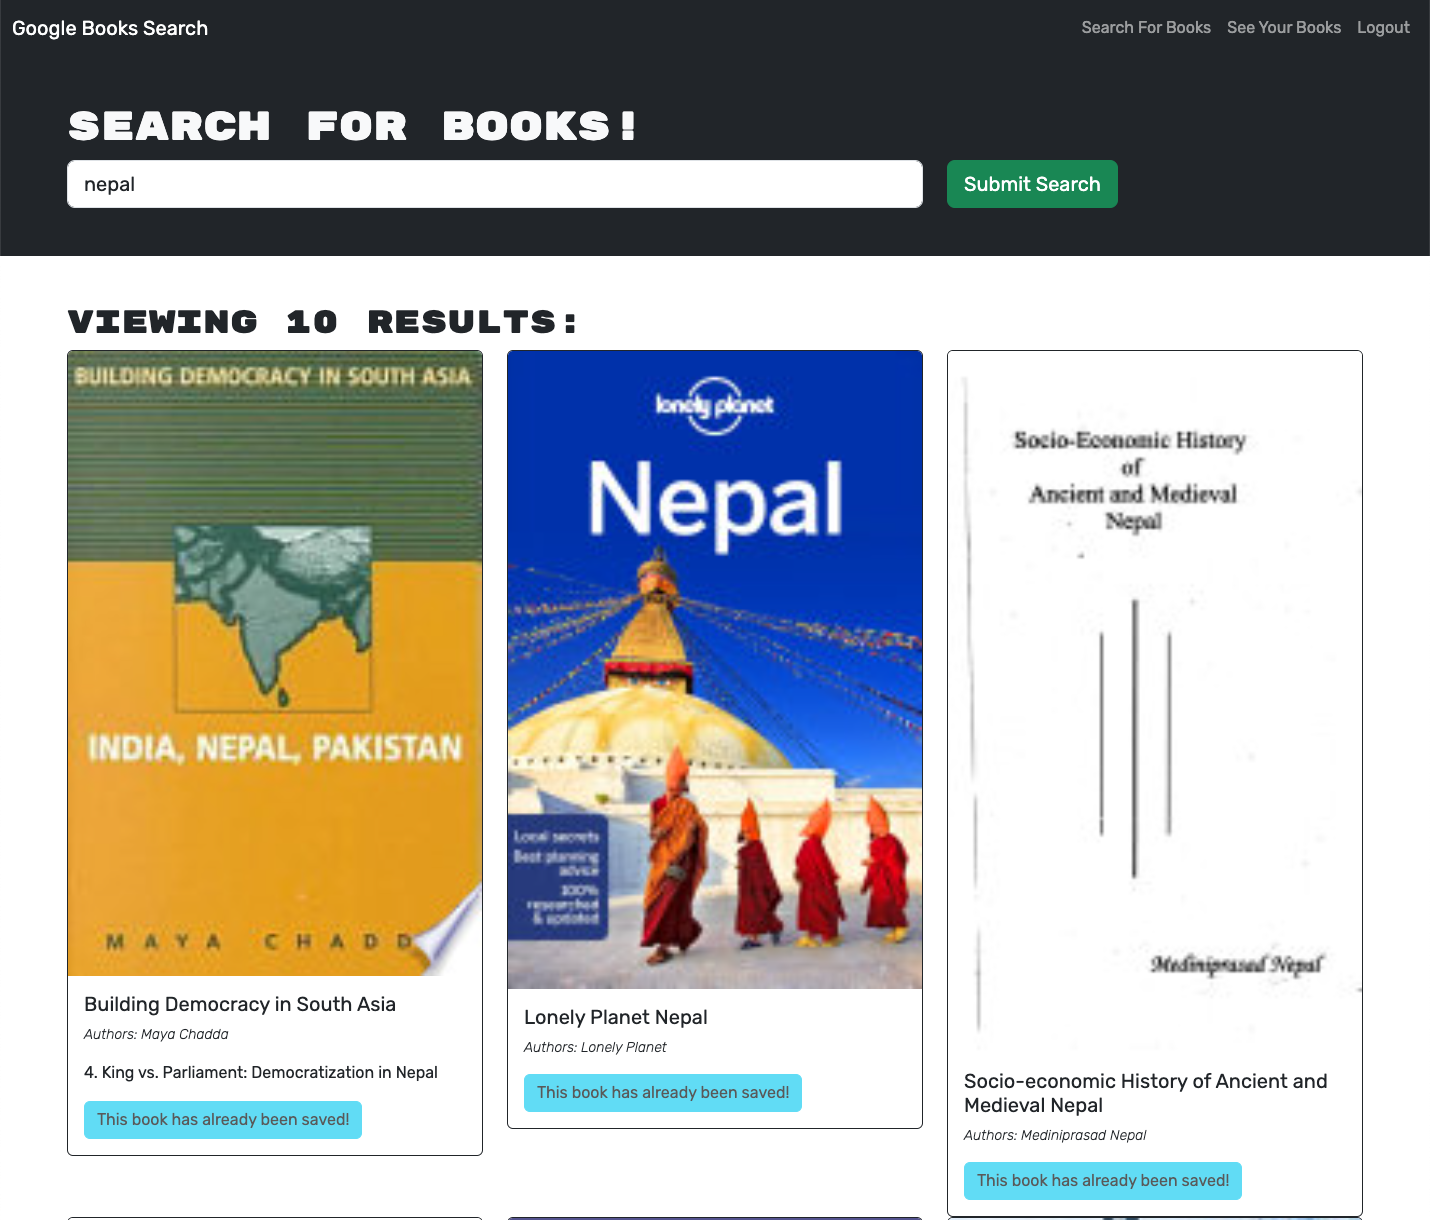 Google Books Search
Search For Books See Your Books Logout
SEARCH FOR BOOKS!
nepal
Submit Search
VIEWING 10 RESULTS:
BUILDING DEMOCRACY IN SOUTH ASIA
INDIA, NEPAL, PAKISTAN
MAYA CHADD
Building Democracy in South Asia
Authors: Maya Chadda
4. King vs. Parliament: Democratization in Nepal
This book has already been saved!
lonely planet
Nepal
Local secrets
Best planning
advice
100%
researched
& updated
Lonely Planet Nepal
Authors: Lonely Planet
This book has already been saved!
Socio-Economic History
of
Ancient and Medieval
Nepal
Mediniprasad Nepal
Socio-economic History of Ancient and
Medieval Nepal
Authors: Mediniprasad Nepal
This book has already been saved!